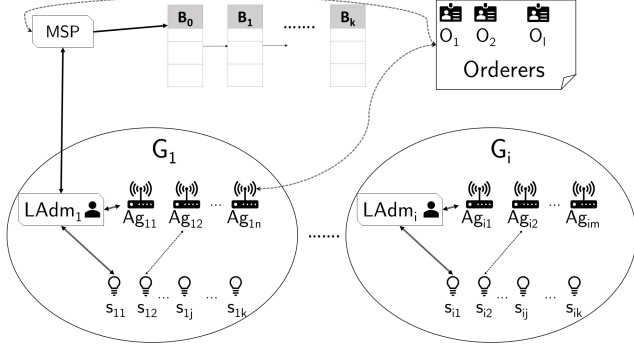 MSP B₀ B₁ ....... Bₖ
O₁ O₂ Oₗ
Orderers
G₁ Gᵢ
LAdm₁ Ag₁₁ Ag₁₂ ... Ag₁ₙ
LAdmᵢ Agᵢ₁ Agᵢ₂ ... Agᵢₘ
.......
s₁₁ s₁₂ ... s₁ⱼ ... s₁ₖ
sᵢ₁ sᵢ₂ ... sᵢⱼ ... sᵢₖ